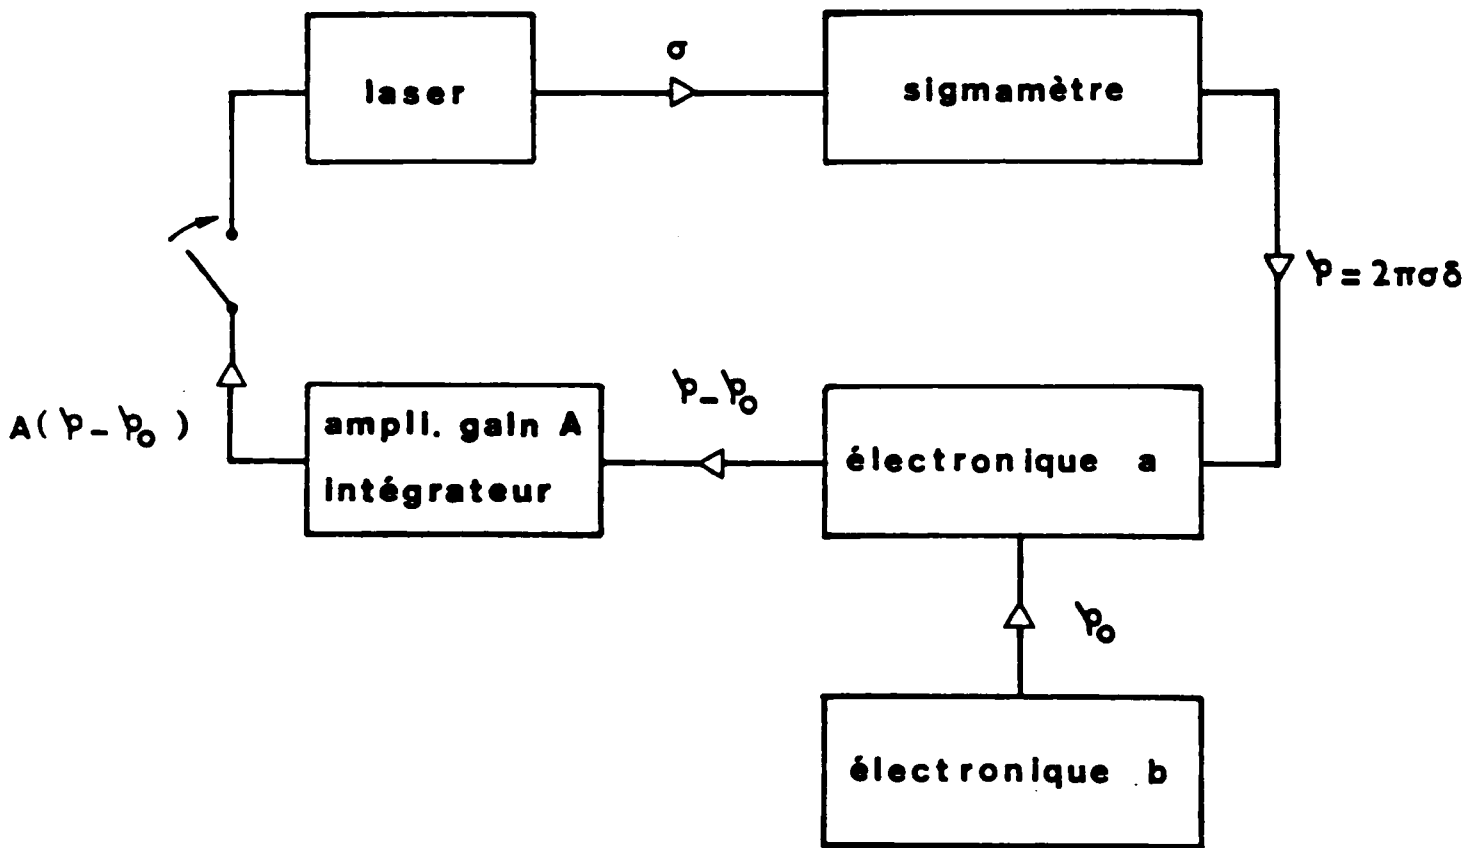 laser
σ
sigmamètre
φ = 2πσδ
A(φ - φ₀)
ampli. gain A
intégrateur
φ - φ₀
électronique a
φ₀
électronique b